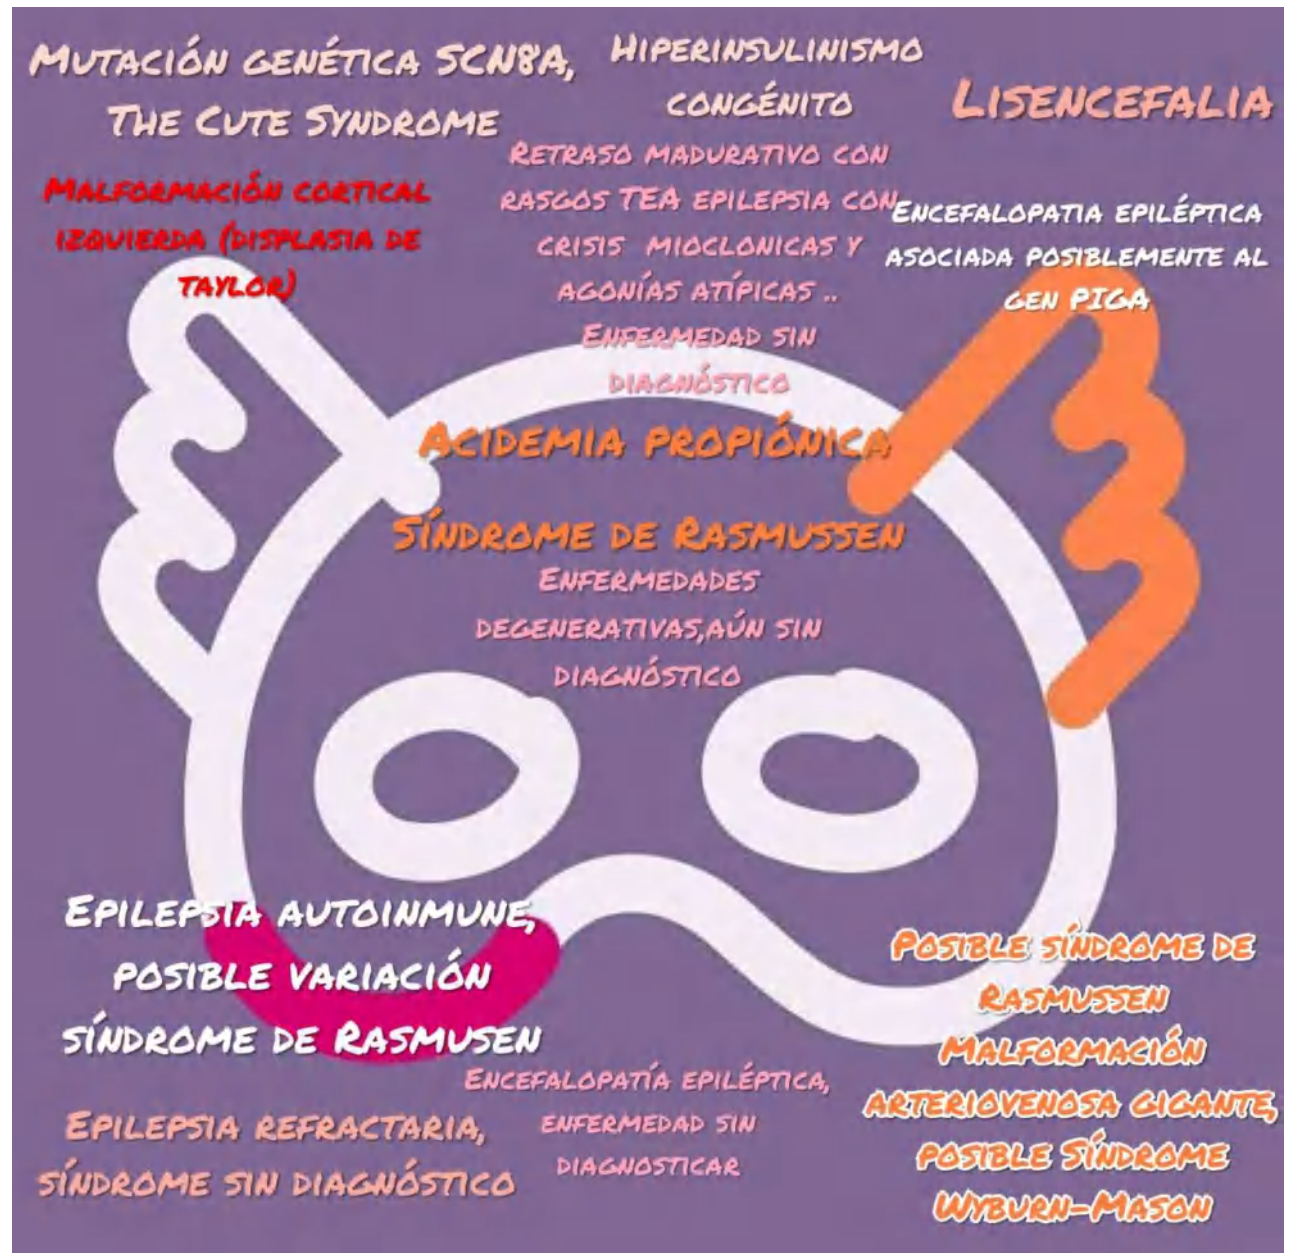 Mutación genética SCN8A,
The Cute Syndrome
Hiperinsulinismo
congénito
Lisencefalia
Malformación cortical
izquierda (displasia de
taylor)
Retraso madurativo con
rasgos TEA epilepsia con
crisis mioclonicas y
agonías atípicas ..
Enfermedad sin
diagnóstico
Encefalopatia epiléptica
asociada posiblemente al
gen PIGA
Acidemia propiónica
Síndrome de Rasmussen
Enfermedades
degenerativas,aún sin
diagnóstico
Epilepsia autoinmune,
posible variación
síndrome de Rasmusen
Epilepsia refractaria,
síndrome sin diagnóstico
Encefalopatía epiléptica,
enfermedad sin
diagnosticar
Posible síndrome de
Rasmussen
Malformación
arteriovenosa gigante,
posible Síndrome
Wyburn-Mason